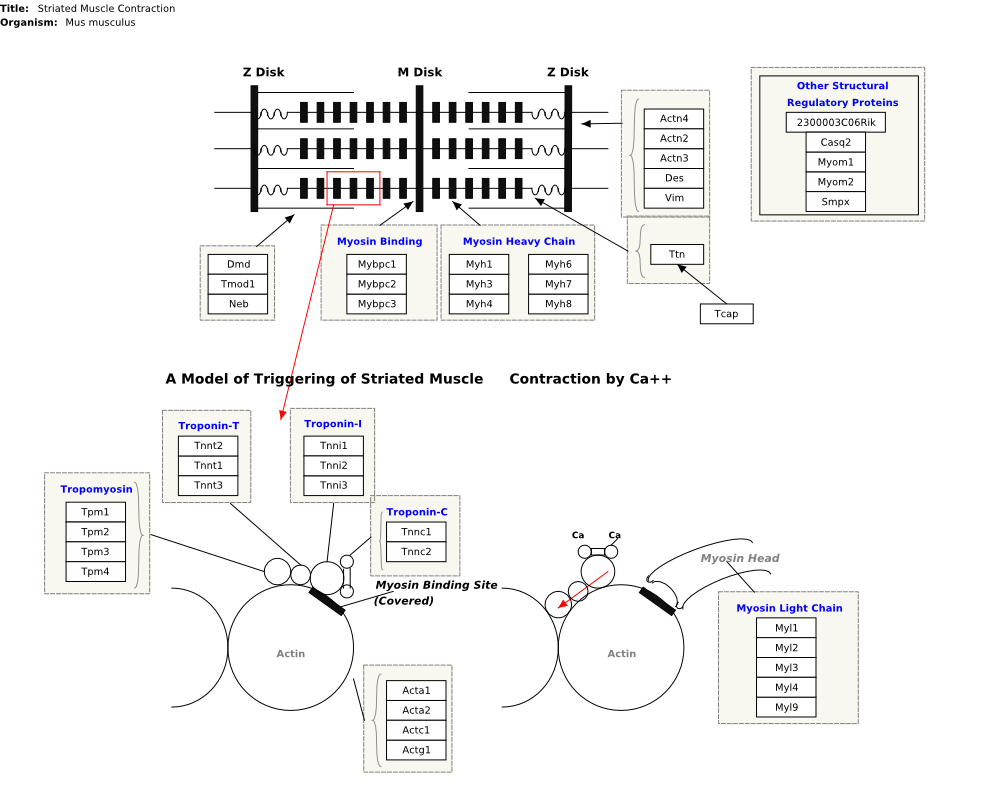 Title: Striated Muscle Contraction
Organism: Mus musculus
Z Disk
M Disk
Z Disk
Other Structural
Regulatory Proteins
2300003C06Rik
Casq2
Myom1
Myom2
Smpx
Actn4
Actn2
Actn3
Des
Vim
Ttn
Tcap
Dmd
Tmod1
Neb
Myosin Binding
Mybpc1
Mybpc2
Mybpc3
Myosin Heavy Chain
Myh1
Myh3
Myh4
Myh6
Myh7
Myh8
A Model of Triggering of Striated Muscle Contraction by Ca++
Troponin-T
Tnnt2
Tnnt1
Tnnt3
Troponin-I
Tnni1
Tnni2
Tnni3
Tropomyosin
Tpm1
Tpm2
Tpm3
Tpm4
Troponin-C
Tnnc1
Tnnc2
Myosin Binding Site
(Covered)
Actin
Acta1
Acta2
Actc1
Actg1
Ca
Ca
Myosin Head
Actin
Myosin Light Chain
Myl1
Myl2
Myl3
Myl4
Myl9